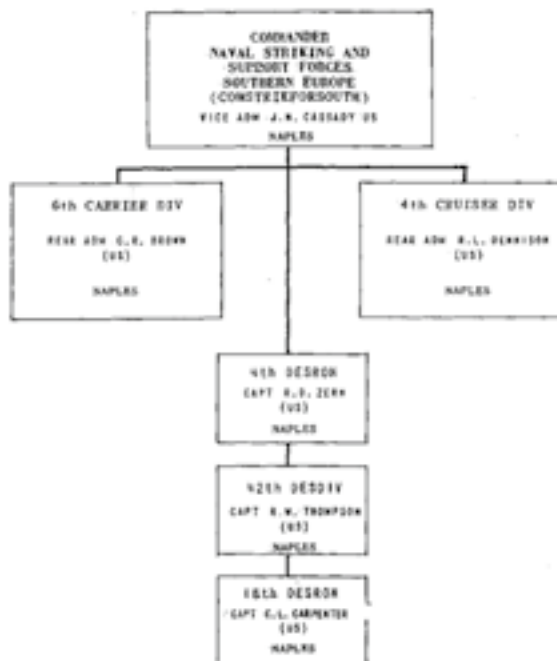 COMMANDER
NAVAL STRIKING AND
SUPPORT FORCES,
SOUTHERN EUROPE
(COMSTRIKFORSOUTH)
VICE ADM J.H. CASSADY US
NAPLES
6th CARRIER DIV
REAR ADM C.R. BROWN
(US)
NAPLES
4th CRUISER DIV
REAR ADM R.L. DENNISON
(US)
NAPLES
4th DESRON
CAPT ZERN
(US)
NAPLES
42th DESDIV
CAPT R.W. THOMPSON
(US)
NAPLES
DESRON
CAPT C.L. CARPENTER
(US)
NAPLES